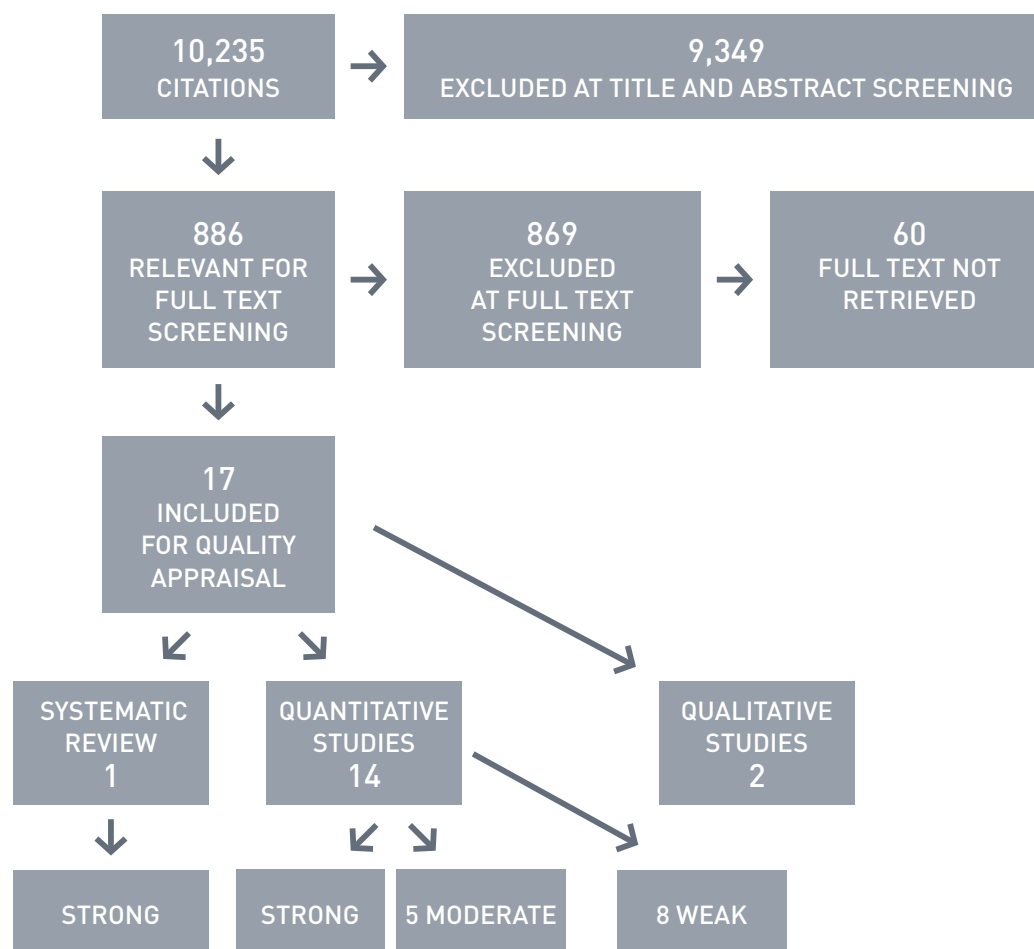 10,235
CITATIONS
9,349
EXCLUDED AT TITLE AND ABSTRACT SCREENING
886
RELEVANT FOR
FULL TEXT
SCREENING
869
EXCLUDED
AT FULL TEXT
SCREENING
60
FULL TEXT NOT
RETRIEVED
17
INCLUDED
FOR QUALITY
APPRAISAL
SYSTEMATIC
REVIEW
1
QUANTITATIVE
STUDIES
14
QUALITATIVE
STUDIES
2
STRONG
STRONG
5 MODERATE
8 WEAK